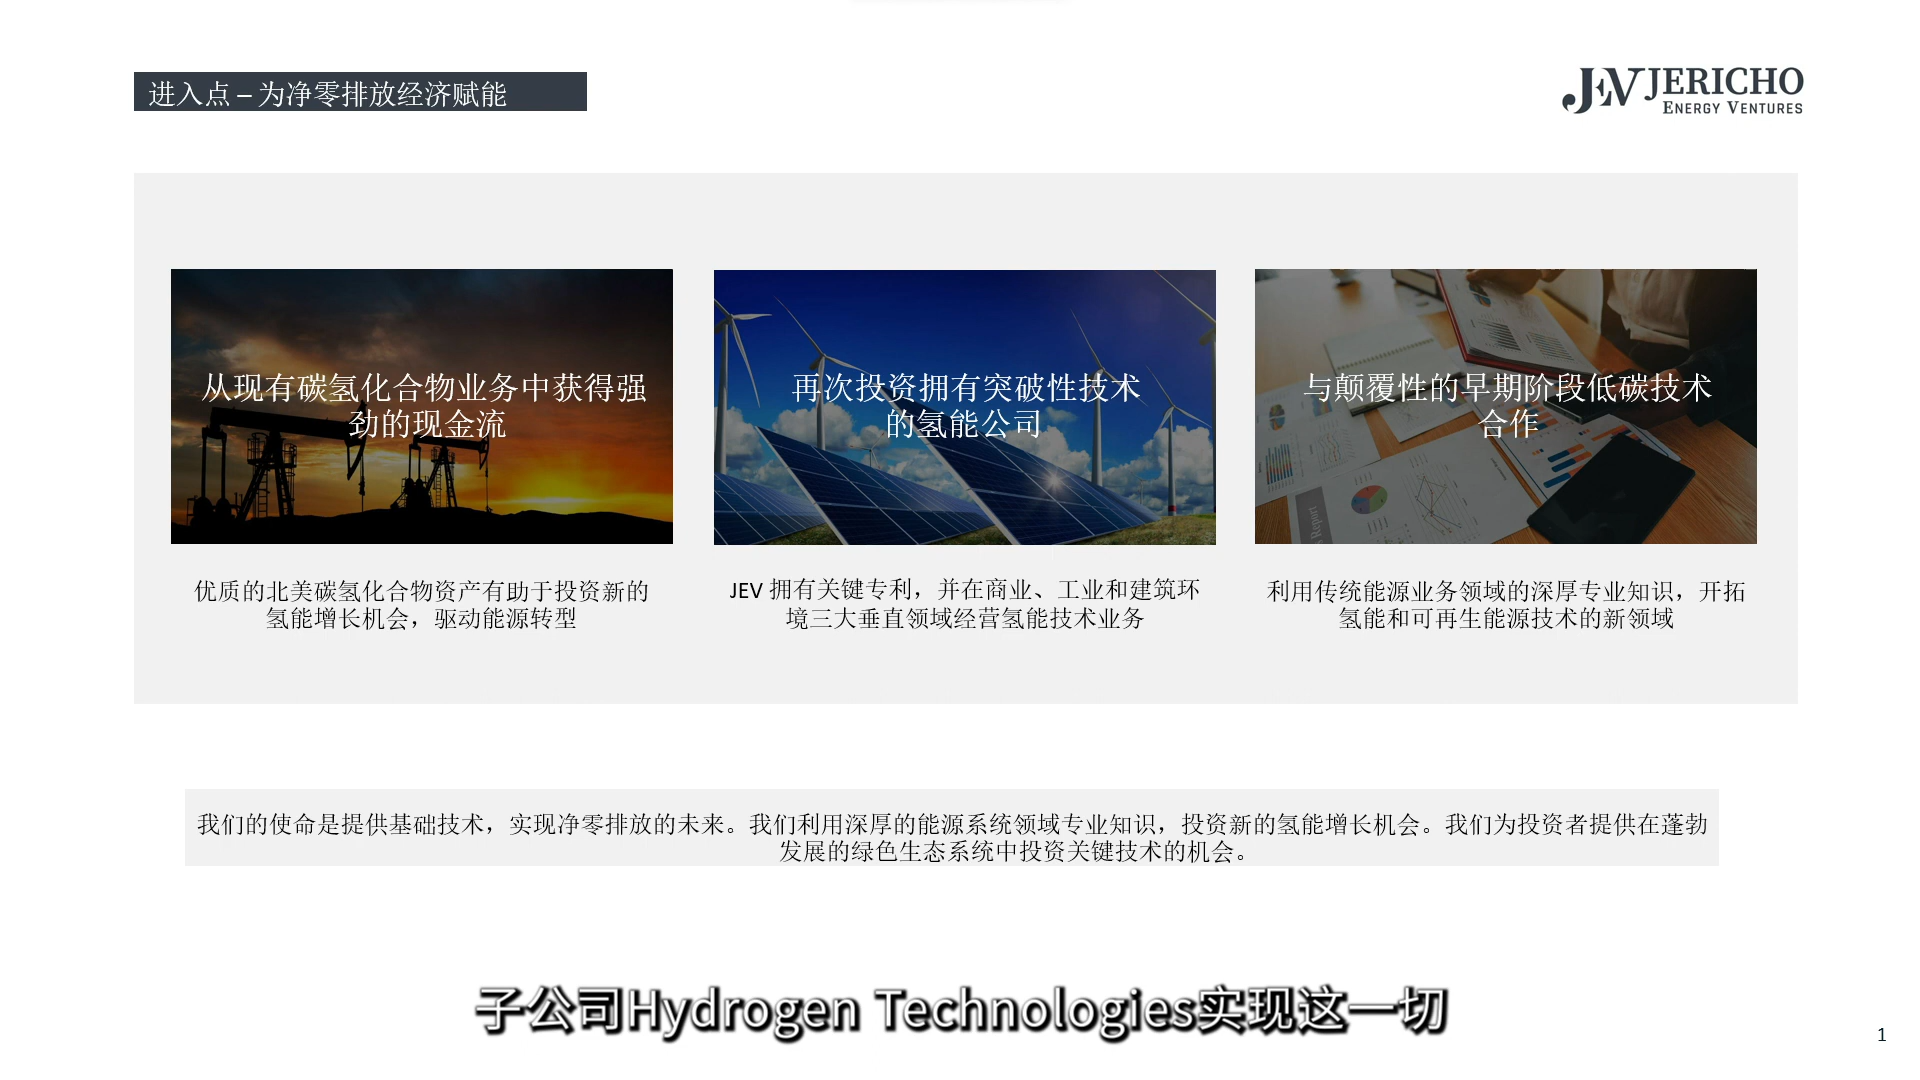 进入点 – 为净零排放经济赋能
JEV JERICHO
ENERGY VENTURES
从现有碳氢化合物业务中获得强
劲的现金流
再次投资拥有突破性技术
的氢能公司
与颠覆性的早期阶段低碳技术
合作
Report
优质的北美碳氢化合物资产有助于投资新的
氢能增长机会，驱动能源转型
JEV 拥有关键专利，并在商业、工业和建筑环
境三大垂直领域经营氢能技术业务
利用传统能源业务领域的深厚专业知识，开拓
氢能和可再生能源技术的新领域
我们的使命是提供基础技术，实现净零排放的未来。我们利用深厚的能源系统领域专业知识，投资新的氢能增长机会。我们为投资者提供在蓬勃
发展的绿色生态系统中投资关键技术的机会。
子公司Hydrogen Technologies实现这一切
1